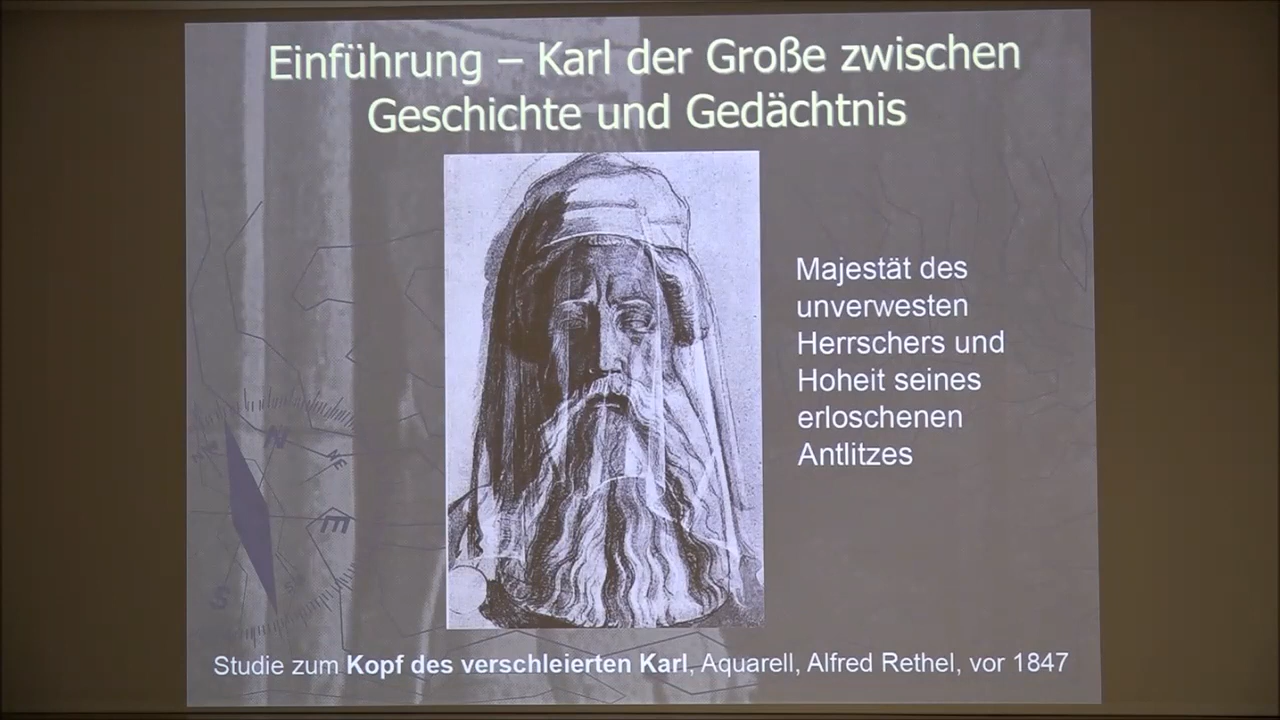 Einführung – Karl der Große zwischen
Geschichte und Gedächtnis
Majestät des
unverwesten
Herrschers und
Hoheit seines
erloschenen
Antlitzes
N
NE
E
S
Studie zum Kopf des verschleierten Karl, Aquarell, Alfred Rethel, vor 1847